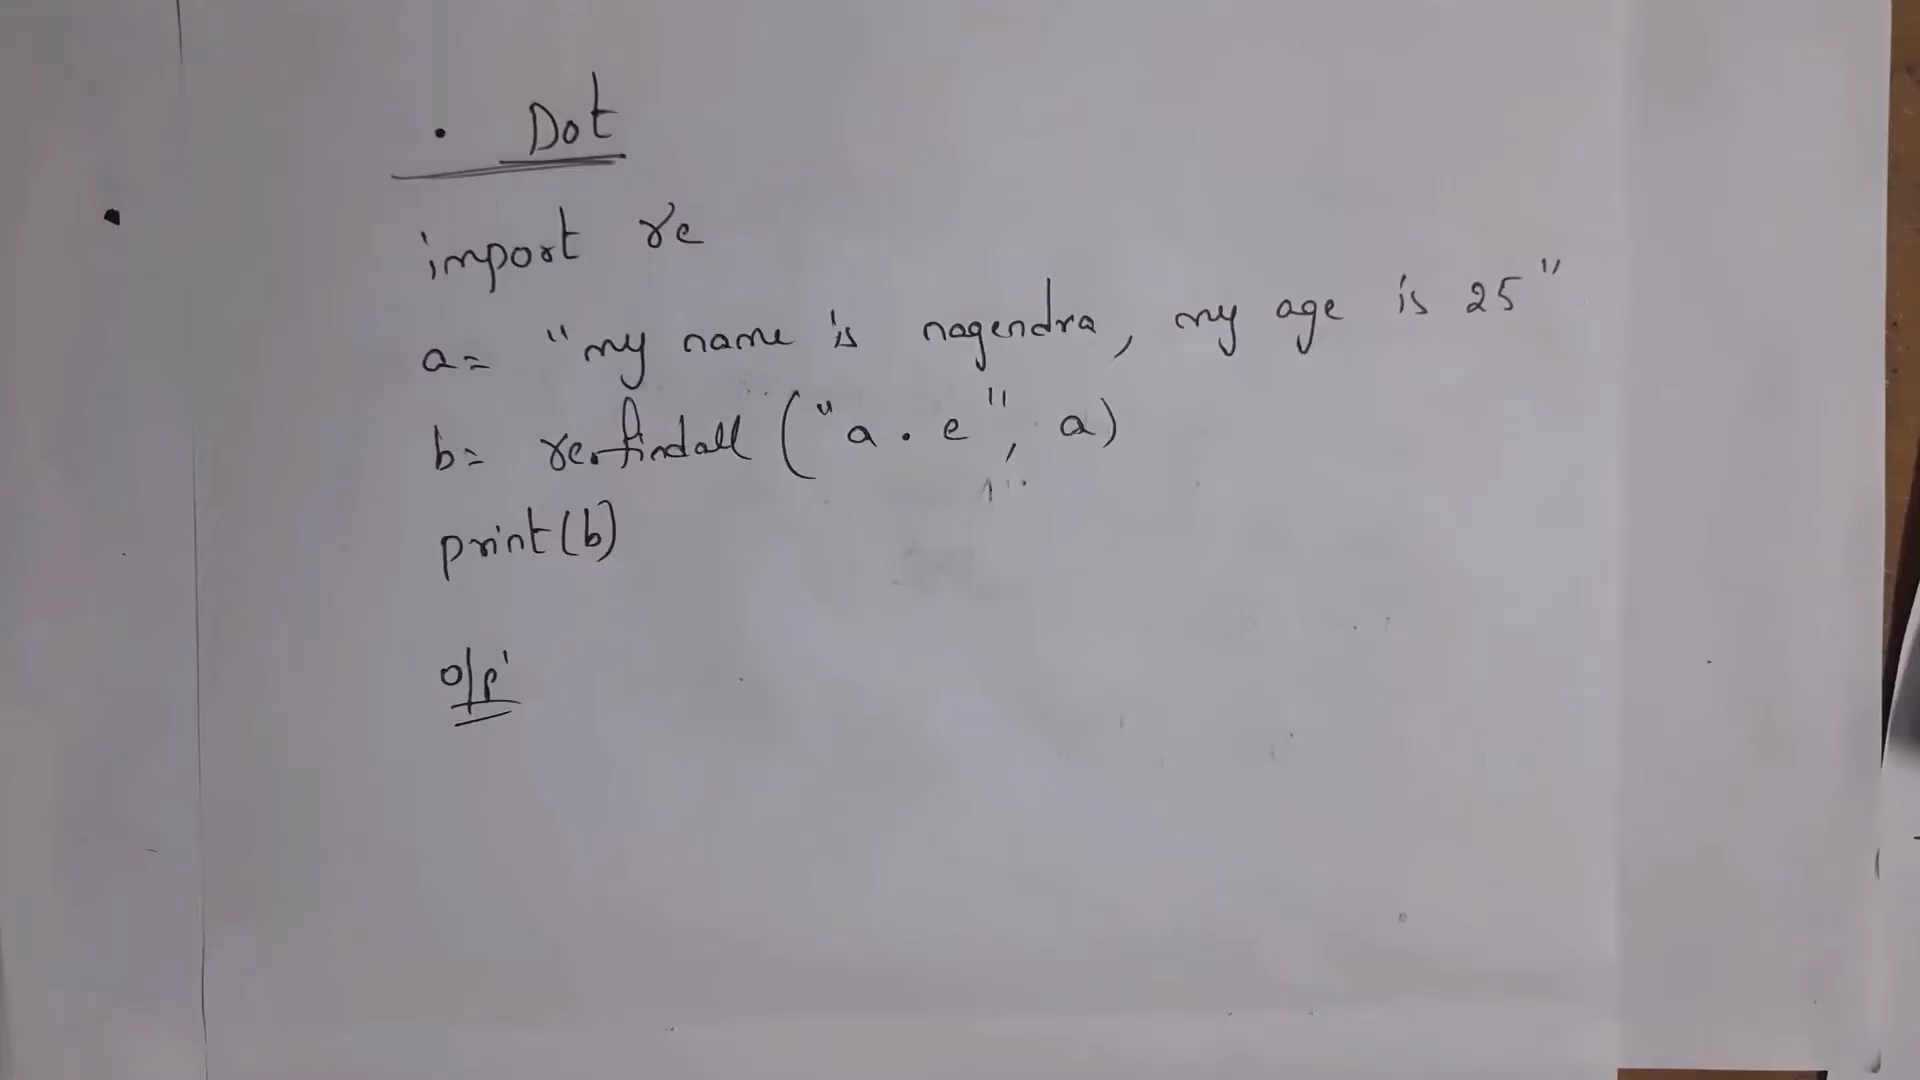 . Dot
import re
a= "my name is nagendra, my age is 25"
b= re.findall ("a.e", a)
print(b)
o/p'